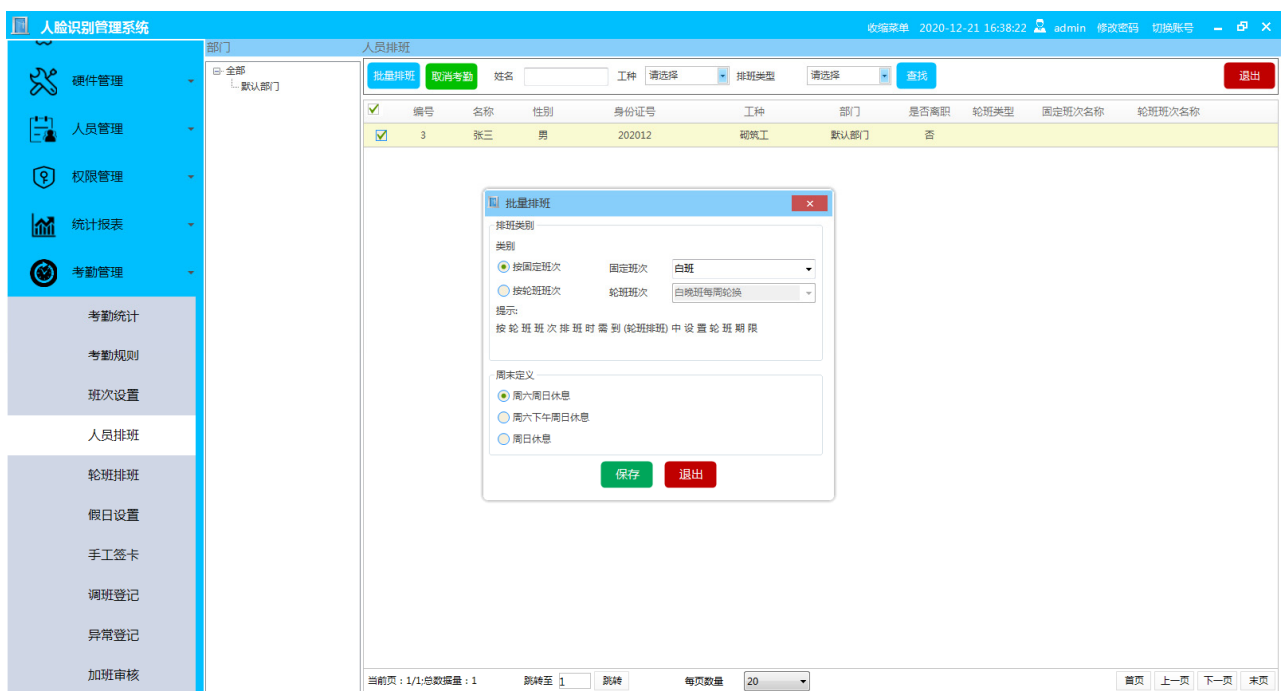 人脸识别管理系统
收缩菜单 2020-12-21 16:38:22 admin 修改密码 切换账号
硬件管理
人员管理
权限管理
统计报表
考勤管理
考勤统计
考勤规则
班次设置
人员排班
轮班排班
假日设置
手工签卡
调班登记
异常登记
加班审核
部门
全部
默认部门
人员排班
批量排班 取消考勤 姓名 工种 请选择 排班类型 请选择 查找 退出
编号 名称 性别 身份证号 工种 部门 是否离职 轮班类型 固定班次名称 轮班班次名称
3 张三 男 202012 砌筑工 默认部门 否
批量排班
排班类别
类别
按固定班次 固定班次 白班
按轮班班次 轮班班次 白晚班每周轮换
提示:
按轮班班次排班时需到(轮班排班)中设置轮班期限
周末定义
周六周日休息
周六下午周日休息
周日休息
保存 退出
当前页：1/1;总数据量：1 跳转至 1 跳转 每页数量 20 首页 上一页 下一页 末页